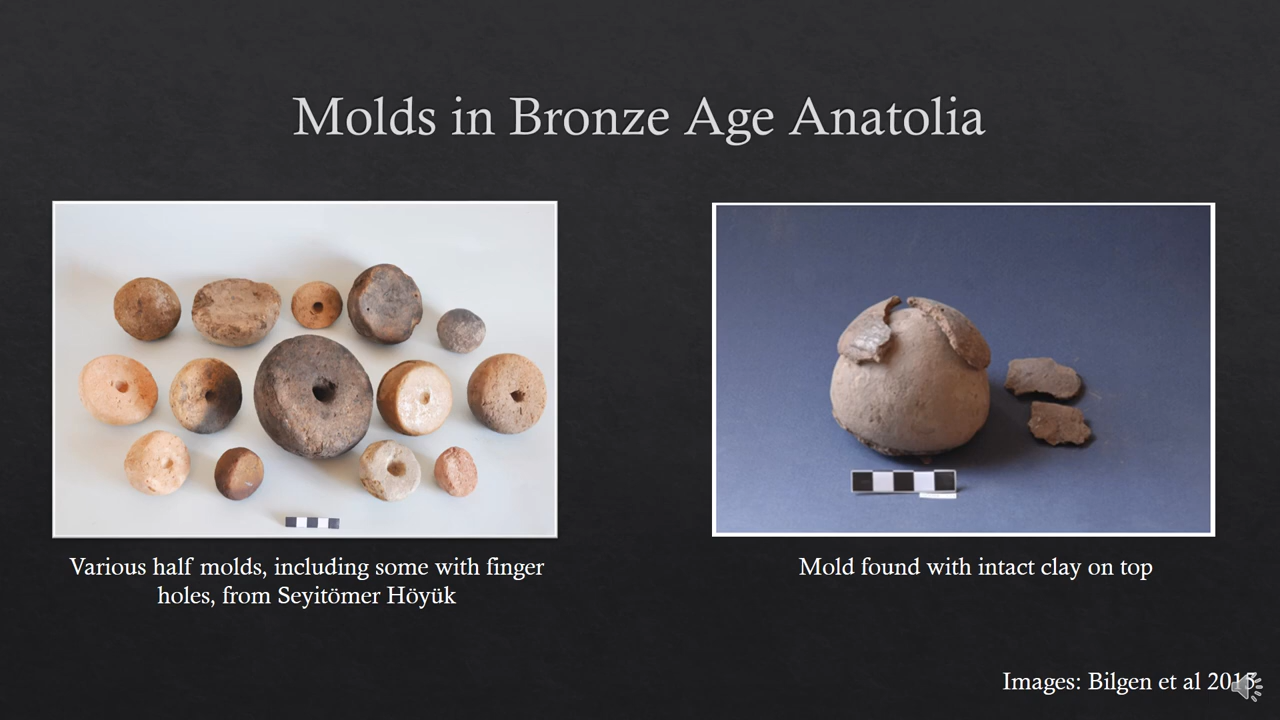 Molds in Bronze Age Anatolia
Various half molds, including some with finger
holes, from Seyitömer Höyük
Mold found with intact clay on top
Images: Bilgen et al 2015